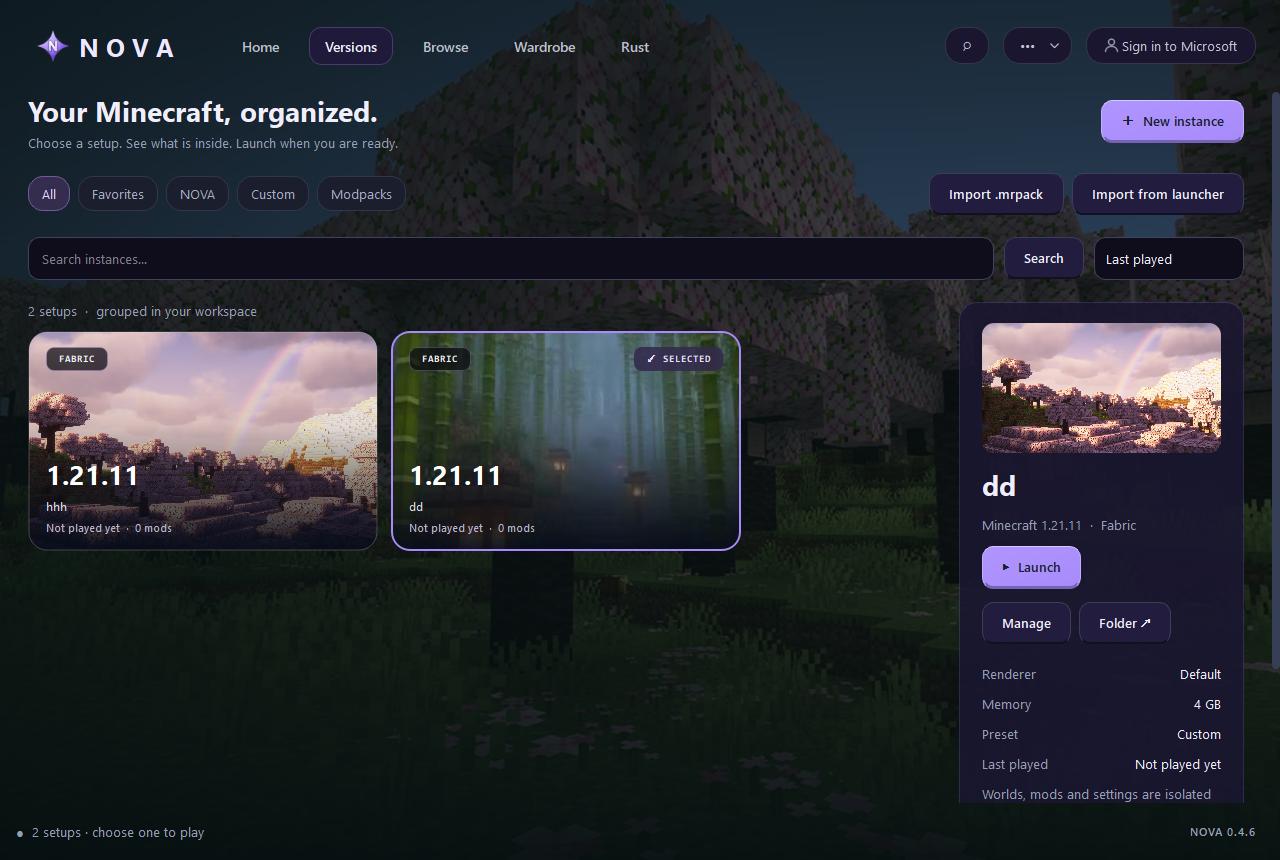 N NOVA
Home
Versions
Browse
Wardrobe
Rust
Sign in to Microsoft
Your Minecraft, organized.
Choose a setup. See what is inside. Launch when you are ready.
+ New instance
All
Favorites
NOVA
Custom
Modpacks
Import .mrpack
Import from launcher
Search instances...
Search
Last played
2 setups · grouped in your workspace
FABRIC
1.21.11
hhh
Not played yet · 0 mods
FABRIC
✓ SELECTED
1.21.11
dd
Not played yet · 0 mods
dd
Minecraft 1.21.11 · Fabric
Launch
Manage
Folder ↗
Renderer Default
Memory 4 GB
Preset Custom
Last played Not played yet
Worlds, mods and settings are isolated
2 setups · choose one to play
NOVA 0.4.6